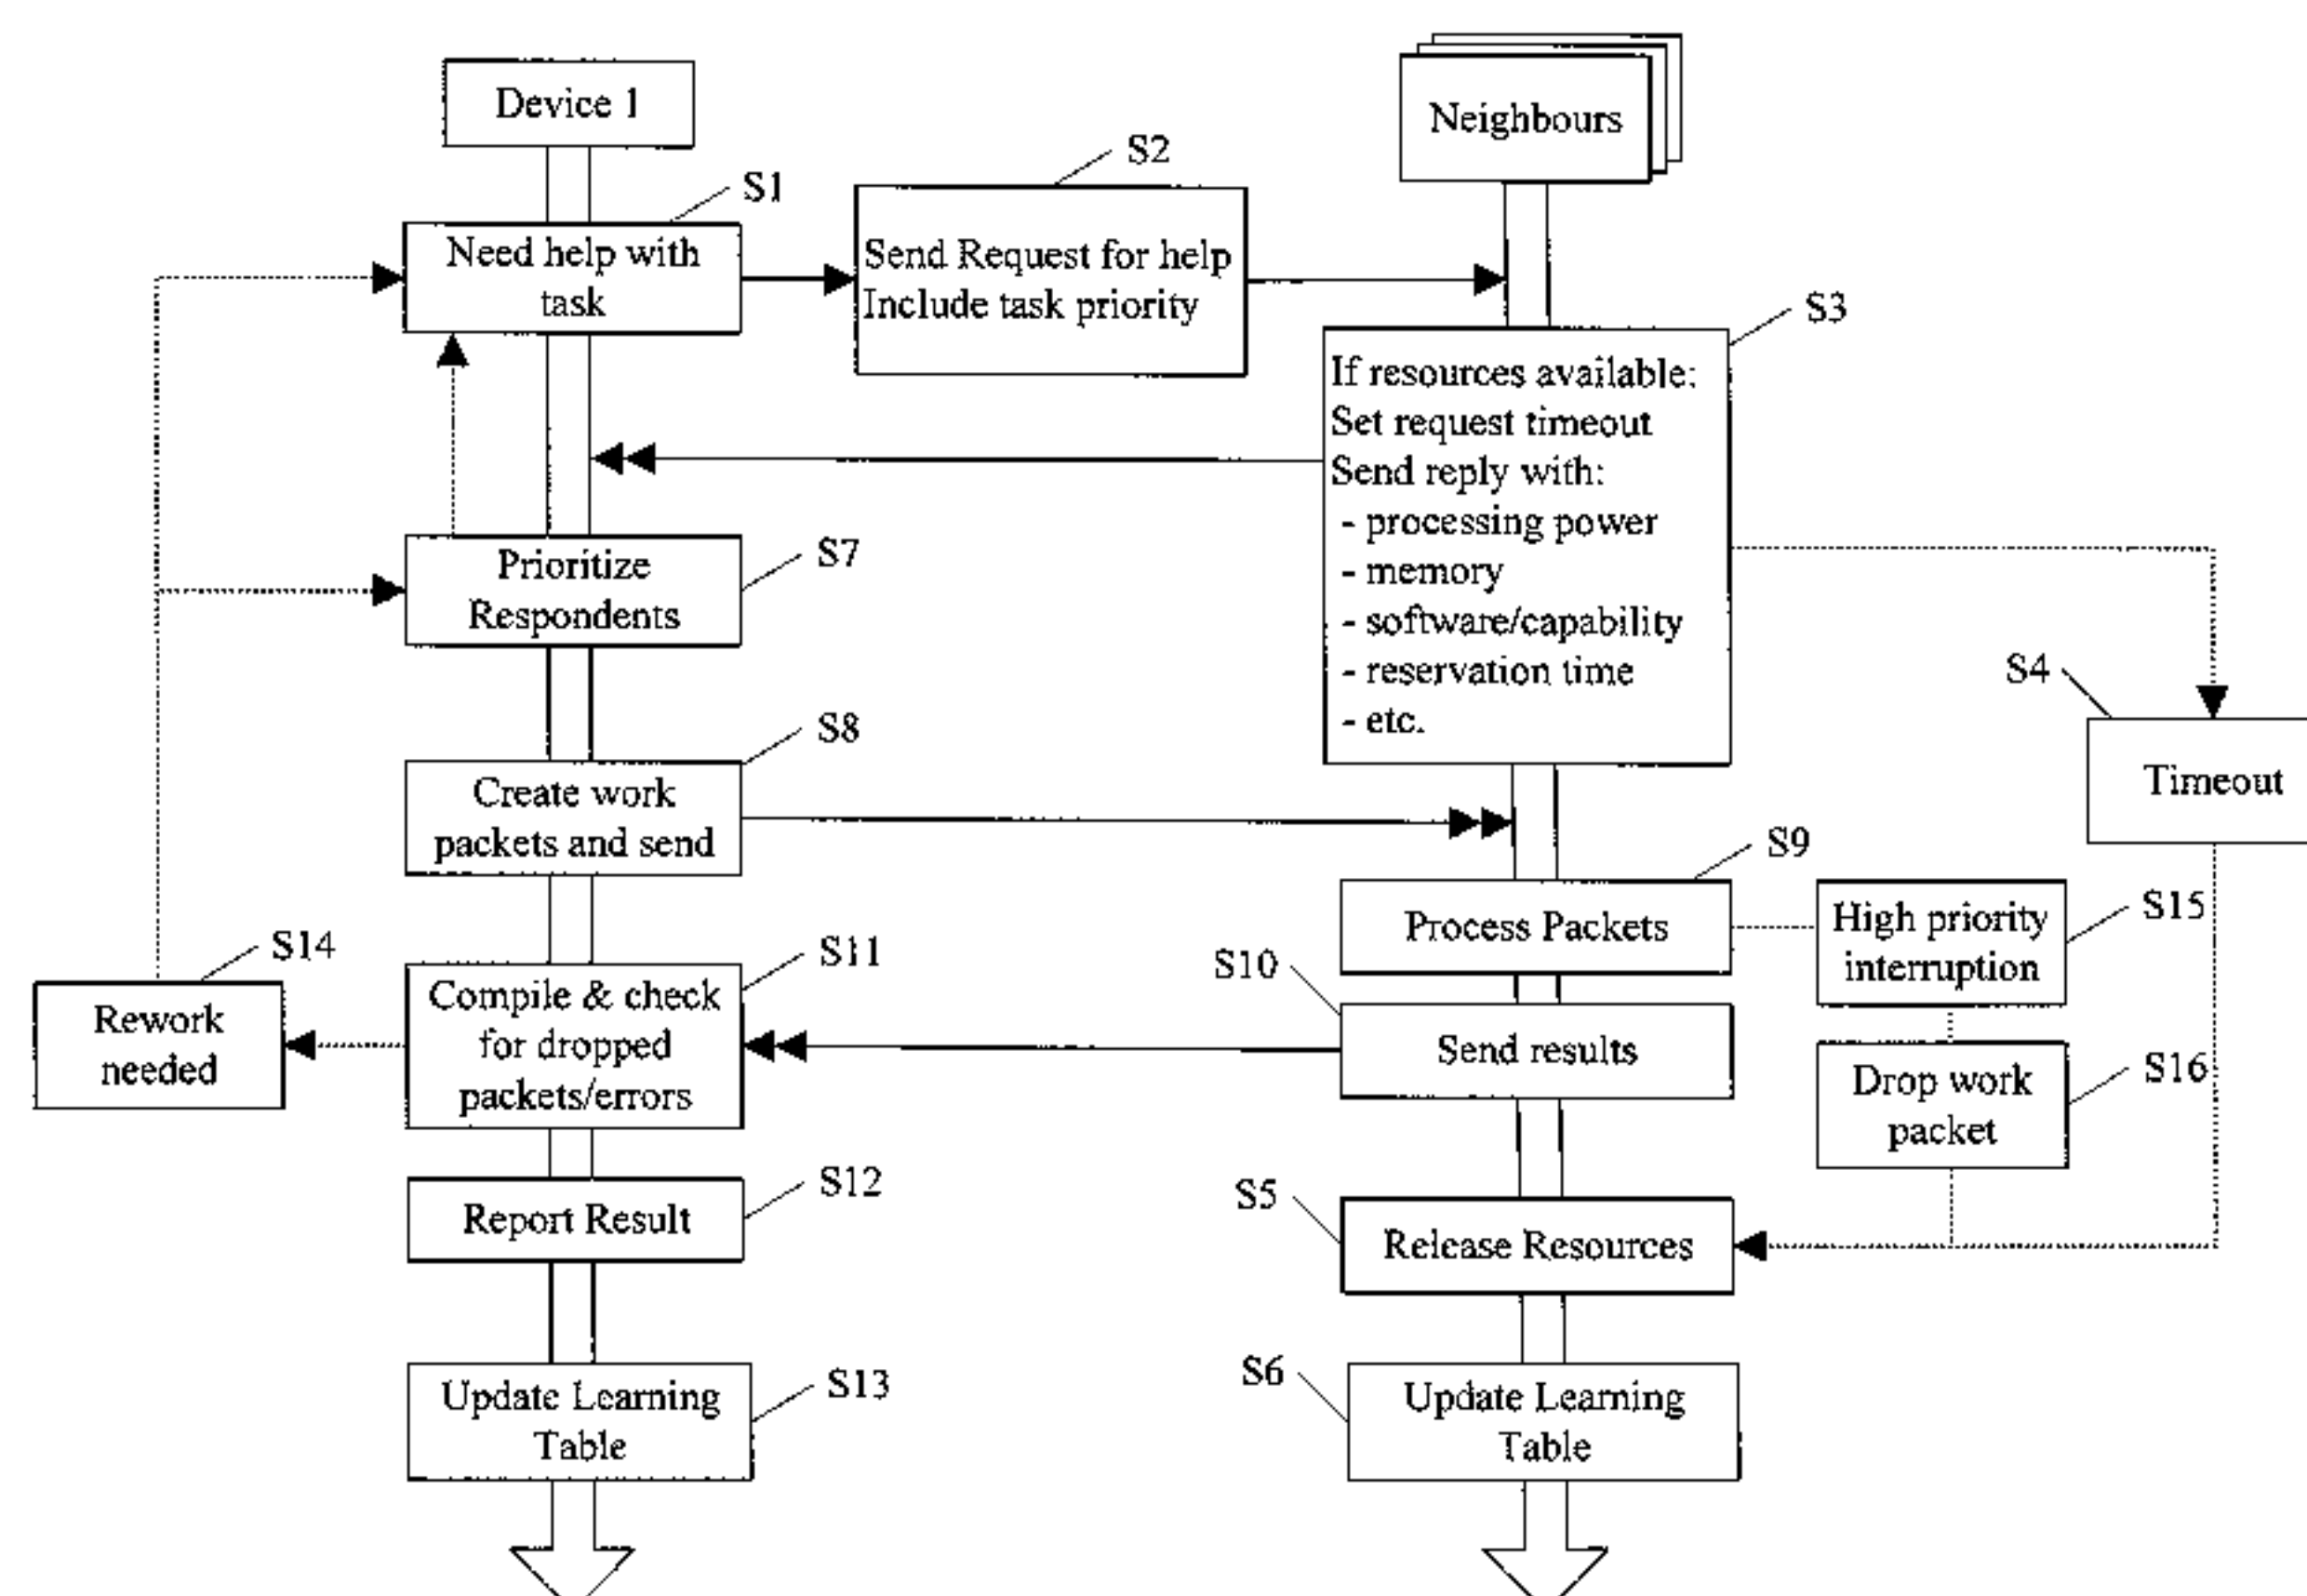 Device 1
Neighbours
S1
S2
Need help with
task
Send Request for help
Include task priority
S3
If resources available:
Set request timeout
Send reply with:
- processing power
- memory
- software/capability
- reservation time
- etc.
S7
Prioritize
Respondents
S4
Timeout
S8
Create work
packets and send
S9
Process Packets
S15
High priority
interruption
S14
Rework
needed
S11
Compile & check
for dropped
packets/errors
S10
Send results
S16
Drop work
packet
S12
Report Result
S5
Release Resources
S13
Update Learning
Table
S6
Update Learning
Table